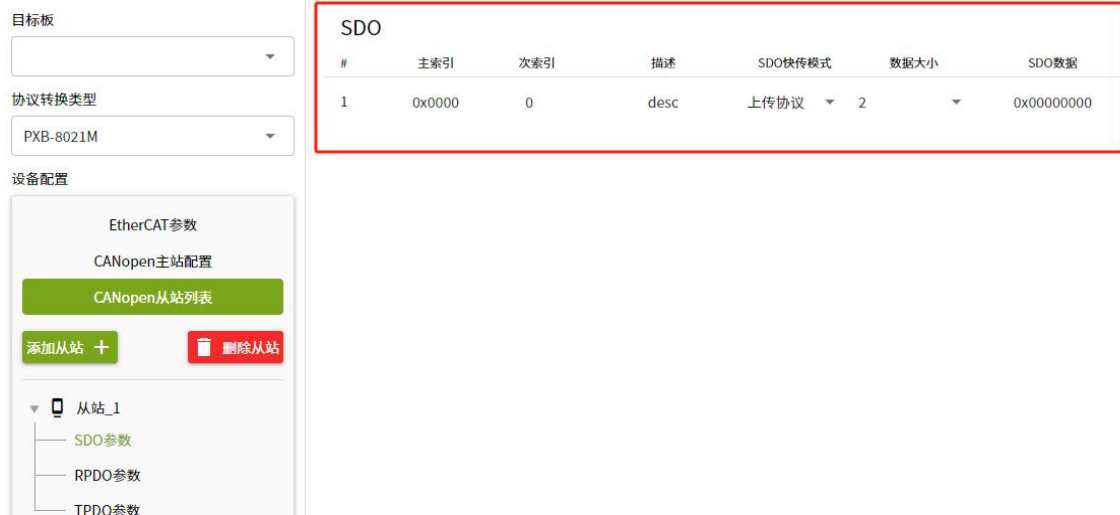 目标板
协议转换类型
PXB-8021M
设备配置
EtherCAT参数
CANopen主站配置
CANopen从站列表
添加从站
删除从站
从站_1
SDO参数
RPDO参数
TPDO参数
SDO
# 主索引 次索引 描述 SDO快传模式 数据大小 SDO数据
1 0x0000 0 desc 上传协议 2 0x00000000